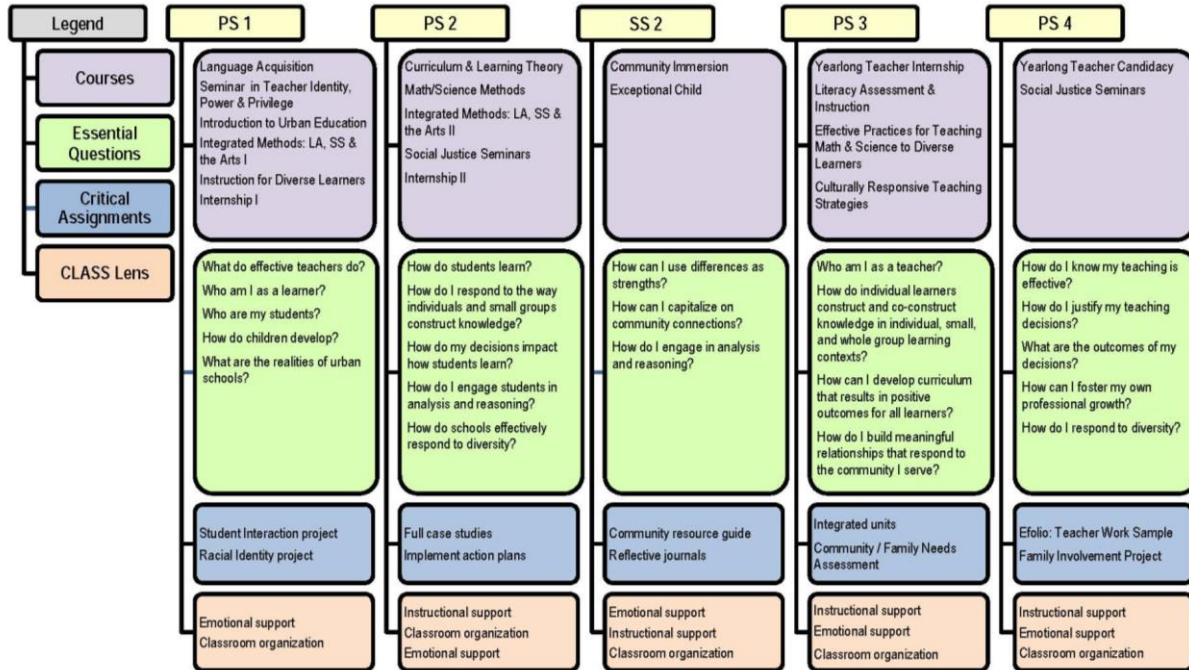 Legend
Courses
Essential
Questions
Critical
Assignments
CLASS Lens
PS 1
Language Acquisition
Seminar in Teacher Identity,
Power & Privilege
Introduction to Urban Education
Integrated Methods: LA, SS &
the Arts I
Instruction for Diverse Learners
Internship I
What do effective teachers do?
Who am I as a learner?
Who are my students?
How do children develop?
What are the realities of urban
schools?
Student Interaction project
Racial Identity project
Emotional support
Classroom organization
PS 2
Curriculum & Learning Theory
Math/Science Methods
Integrated Methods: LA, SS &
the Arts II
Social Justice Seminars
Internship II
How do students learn?
How do I respond to the way
individuals and small groups
construct knowledge?
How do my decisions impact
how students learn?
How do I engage students in
analysis and reasoning?
How do schools effectively
respond to diversity?
Full case studies
Implement action plans
Instructional support
Classroom organization
Emotional support
SS 2
Community Immersion
Exceptional Child
How can I use differences as
strengths?
How can I capitalize on
community connections?
How do I engage in analysis
and reasoning?
Community resource guide
Reflective journals
Emotional support
Instructional support
Classroom organization
PS 3
Yearlong Teacher Internship
Literacy Assessment &
Instruction
Effective Practices for Teaching
Math & Science to Diverse
Learners
Culturally Responsive Teaching
Strategies
Who am I as a teacher?
How do individual learners
construct and co-construct
knowledge in individual, small,
and whole group learning
contexts?
How can I develop curriculum
that results in positive
outcomes for all learners?
How do I build meaningful
relationships that respond to
the community I serve?
Integrated units
Community / Family Needs
Assessment
Instructional support
Emotional support
Classroom organization
PS 4
Yearlong Teacher Candidacy
Social Justice Seminars
How do I know my teaching is
effective?
How do I justify my teaching
decisions?
What are the outcomes of my
decisions?
How can I foster my own
professional growth?
How do I respond to diversity?
Efolio: Teacher Work Sample
Family Involvement Project
Instructional support
Emotional support
Classroom organization